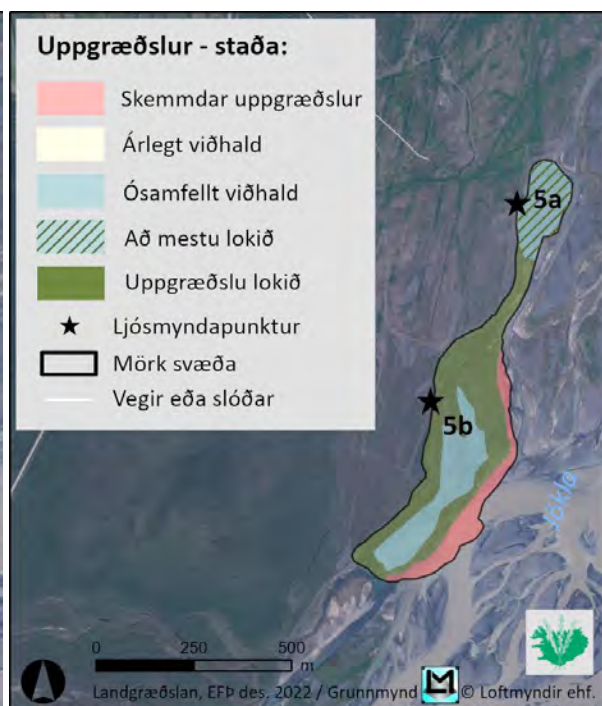 Uppgræðslur - staða:
Skemmdar uppgræðslur
Árlegt viðhald
Ósamfellt viðhald
Að mestu lokið
Uppgræðslu lokið
Ljósmyndapunktur
Mörk svæða
Vegir eða slóðar
5a
5b
Jökla
0 250 500
m
Landgræðslan, EFÞ des. 2022 / Grunnmynd © Loftmyndir ehf.